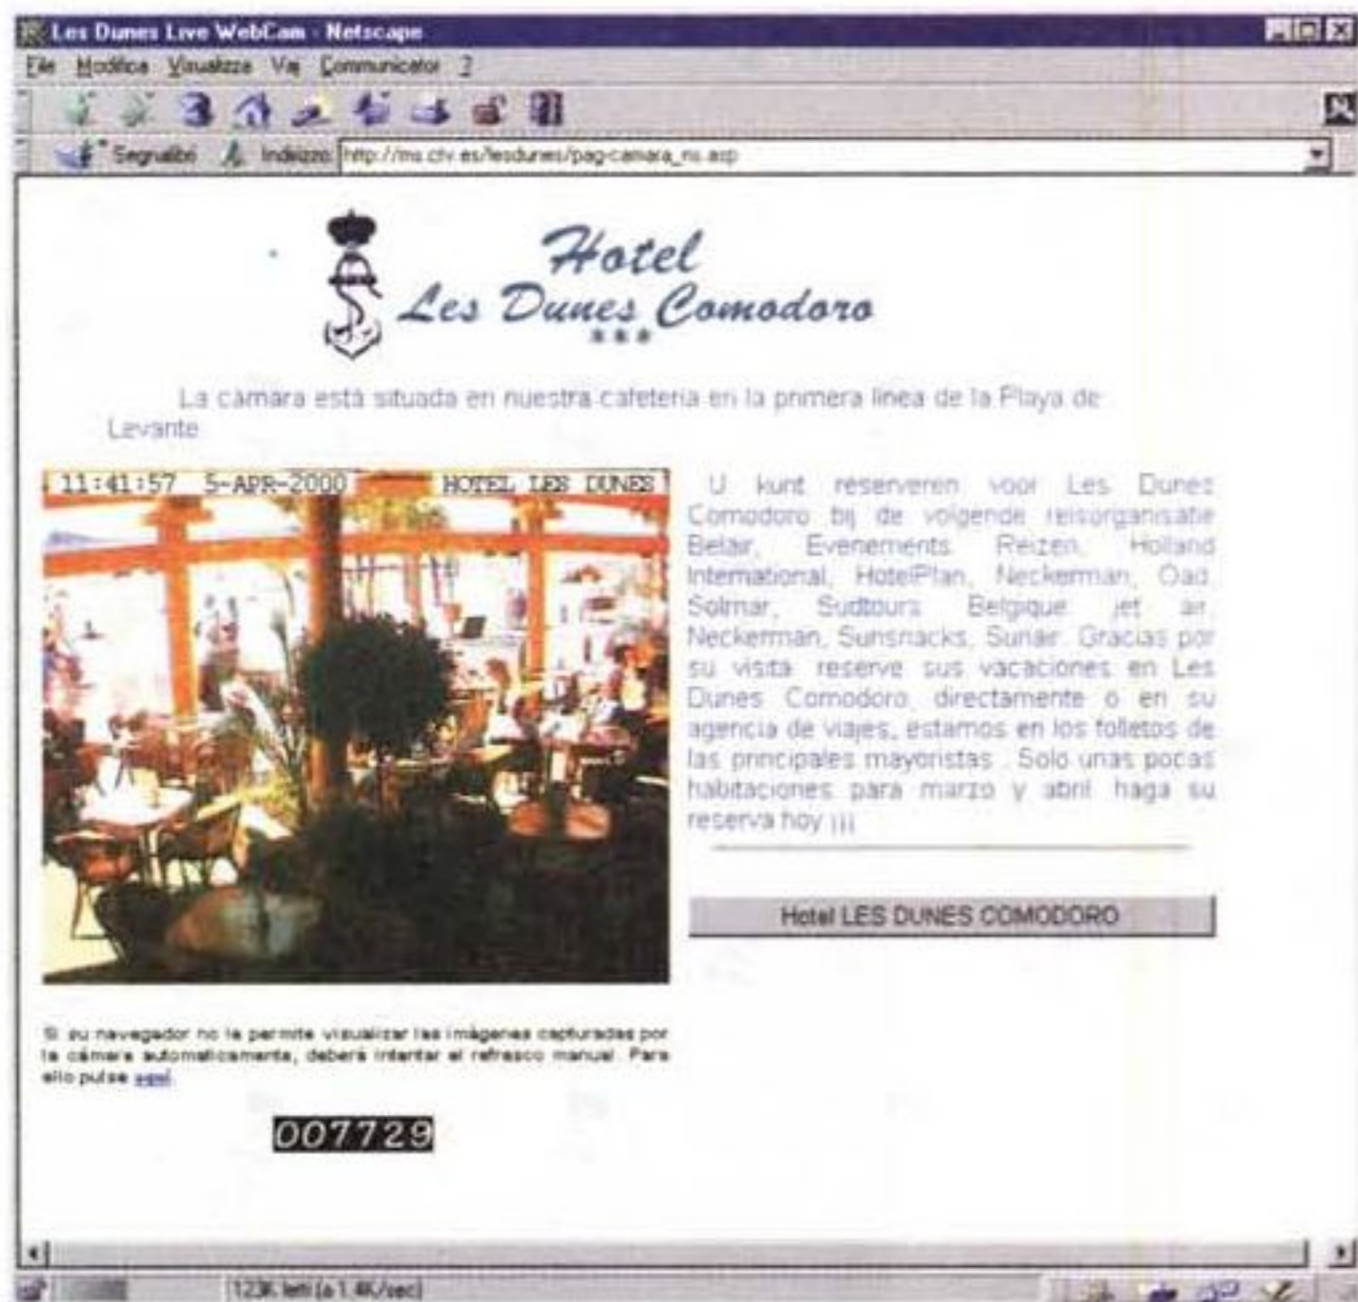 Les Dunes Live WebCam - Netscape
File Modifica Visualizza Vai Communicator ?
Segnalibri Indirizzo http://ms.ctv.es/lesdunes/pag-camara_ns.asp
Hotel
Les Dunes Comodoro
***
La cámara está situada en nuestra cafetería en la primera línea de la Playa de
Levante
11:41:57 5-APR-2000 HOTEL LES DUNES
U kunt reserveren voor Les Dunes
Comodoro bij de volgende reisorganisatie
Belair, Evenements Reizen, Holland
International, HotelPlan, Neckerman, Oad,
Solmar, Sudtours Belgique jet air,
Neckerman, Sunsnacks, Sunair. Gracias por
su visita reserve sus vacaciones en Les
Dunes Comodoro, directamente o en su
agencia de viajes, estamos en los folletos de
las principales mayoristas . Solo unas pocas
habitaciones para marzo y abril haga su
reserva hoy ¡¡¡
Hotel LES DUNES COMODORO
Si su navegador no le permite visualizar las imágenes capturadas por
la cámara automaticamente, deberá intentar el refresco manual. Para
ello pulse aquí.
007729
123K letti (a 1.4K/sec)